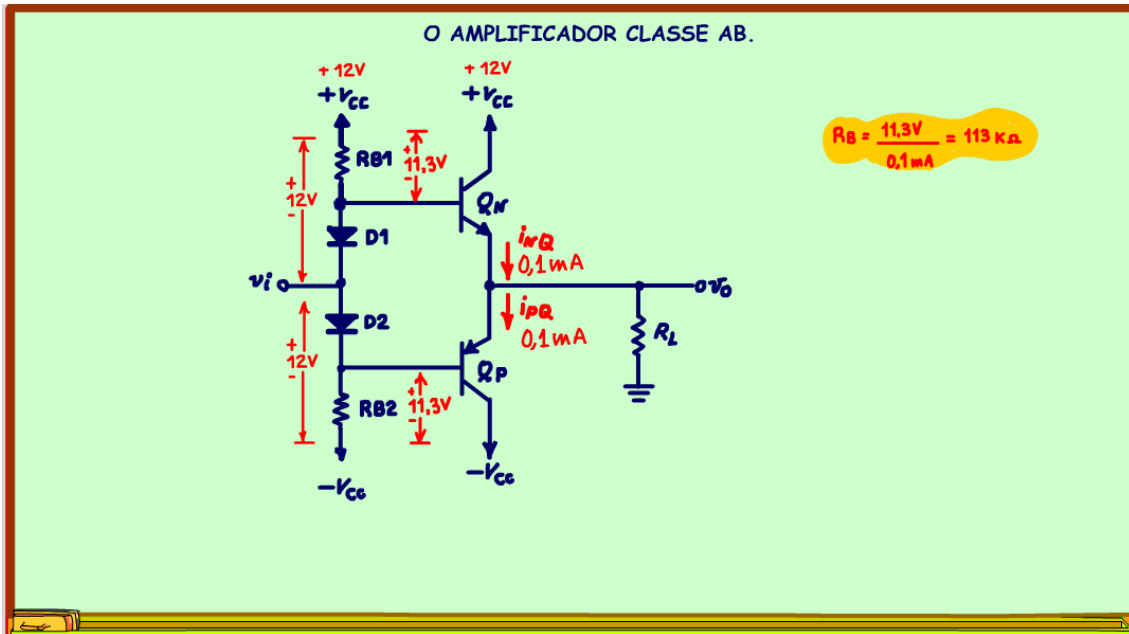 O AMPLIFICADOR CLASSE AB.
+ 12V
+VCC
+ 12V
+VCC
RB = 11,3V / 0,1mA = 113 KΩ
RB1
+
11,3V
-
+
12V
-
QN
D1
iNQ
0,1mA
vi
vo
iPQ
0,1mA
D2
RL
+
12V
-
QP
RB2
+
11,3V
-
-VCC
-VCC